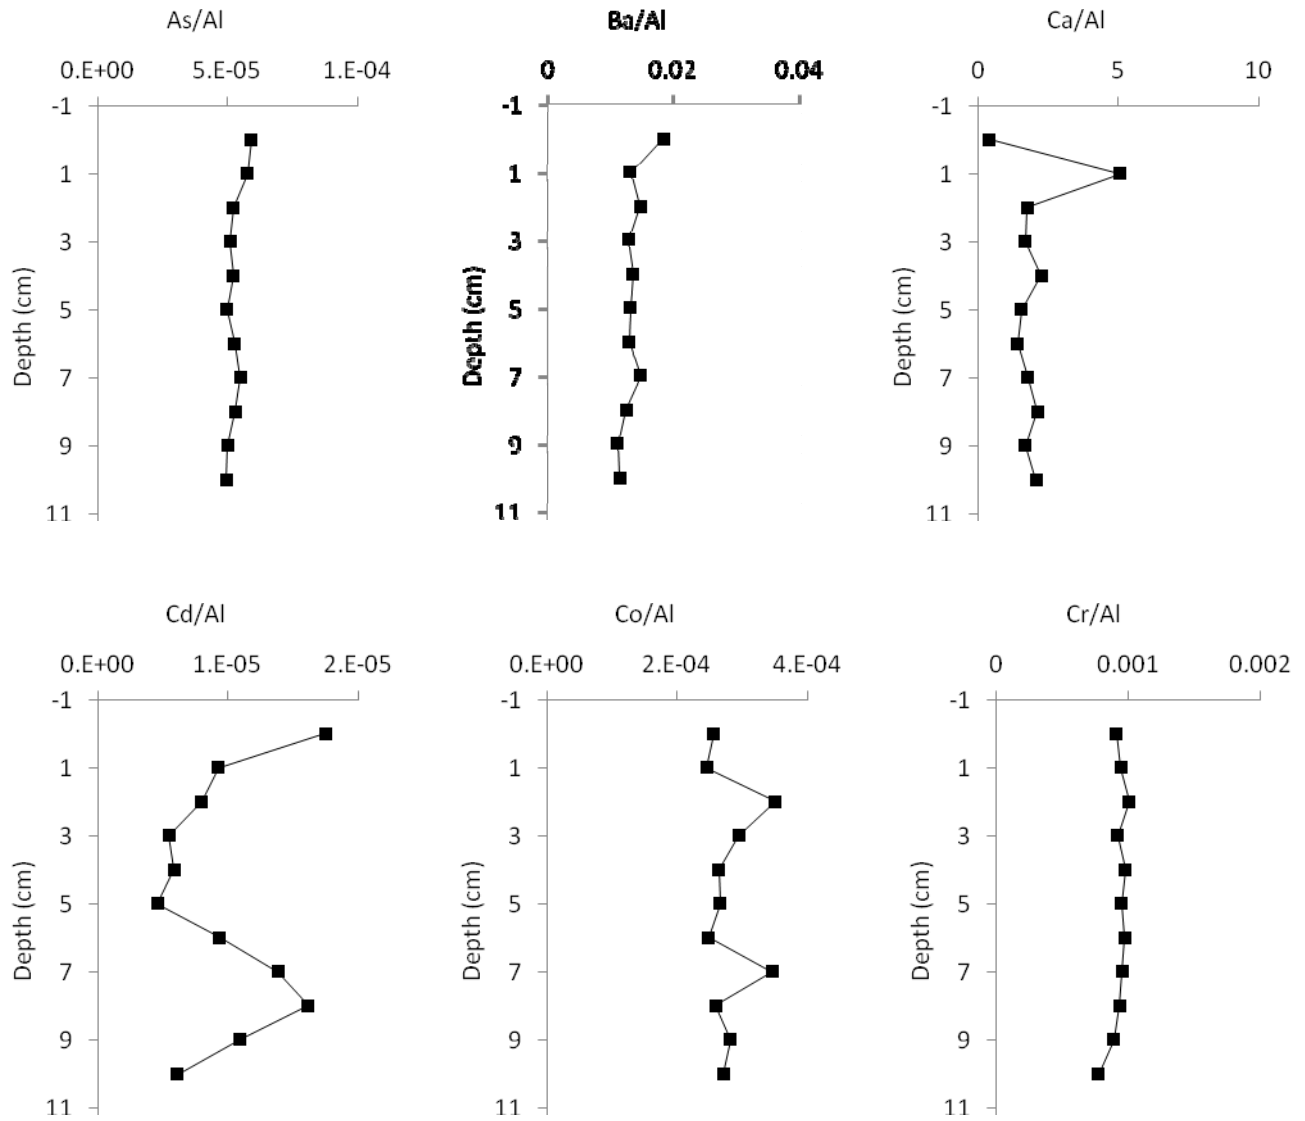 As/Al
0.E+00 5.E-05 1.E-04
-1
1
3
5
7
9
11
Depth (cm)
Ba/Al
0 0.02 0.04
-1
1
3
5
7
9
11
Depth (cm)
Ca/Al
0 5 10
-1
1
3
5
7
9
11
Depth (cm)
Cd/Al
0.E+00 1.E-05 2.E-05
-1
1
3
5
7
9
11
Depth (cm)
Co/Al
0.E+00 2.E-04 4.E-04
-1
1
3
5
7
9
11
Depth (cm)
Cr/Al
0 0.001 0.002
-1
1
3
5
7
9
11
Depth (cm)